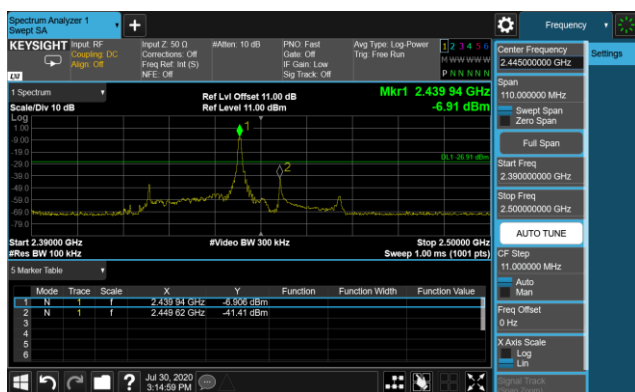 Spectrum Analyzer 1
Swept SA
Frequency
KEYSIGHT
Input: RF
Coupling: DC
Align: Off
Input Z: 50 Ω
Corrections: Off
Freq Ref: Int (S)
NFE: Off
#Atten: 10 dB
PNO: Fast
Gate: Off
IF Gain: Low
Sig Track: Off
Avg Type: Log-Power
Trig: Free Run
1 2 3 4 5 6
M W W W W W
P N N N N N
LXI
1 Spectrum
Scale/Div 10 dB
Ref Lvl Offset 11.00 dB
Ref Level 11.00 dBm
Mkr1 2.439 94 GHz
-6.91 dBm
Log
1.00
-9.00
-19.0
-29.0
-39.0
-49.0
-59.0
-69.0
-79.0
1
2
DL1 -26.91 dBm
Start 2.39000 GHz
#Res BW 100 kHz
#Video BW 300 kHz
Stop 2.50000 GHz
Sweep 1.00 ms (1001 pts)
5 Marker Table
Mode Trace Scale X Y Function Function Width Function Value
1 N 1 f 2.439 94 GHz -6.906 dBm
2 N 1 f 2.449 62 GHz -41.41 dBm
3
4
5
6
Jul 30, 2020
3:14:59 PM
Center Frequency
2.445000000 GHz
Settings
Span
110.000000 MHz
Swept Span
Zero Span
Full Span
Start Freq
2.390000000 GHz
Stop Freq
2.500000000 GHz
AUTO TUNE
CF Step
11.000000 MHz
Auto
Man
Freq Offset
0 Hz
X Axis Scale
Log
Lin
Signal Track
(Span Zoom)